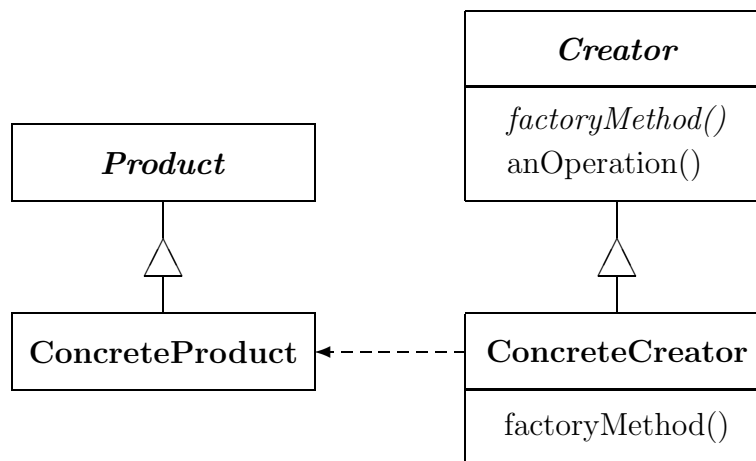 Creator
factoryMethod()
anOperation()
Product
ConcreteProduct
ConcreteCreator
factoryMethod()